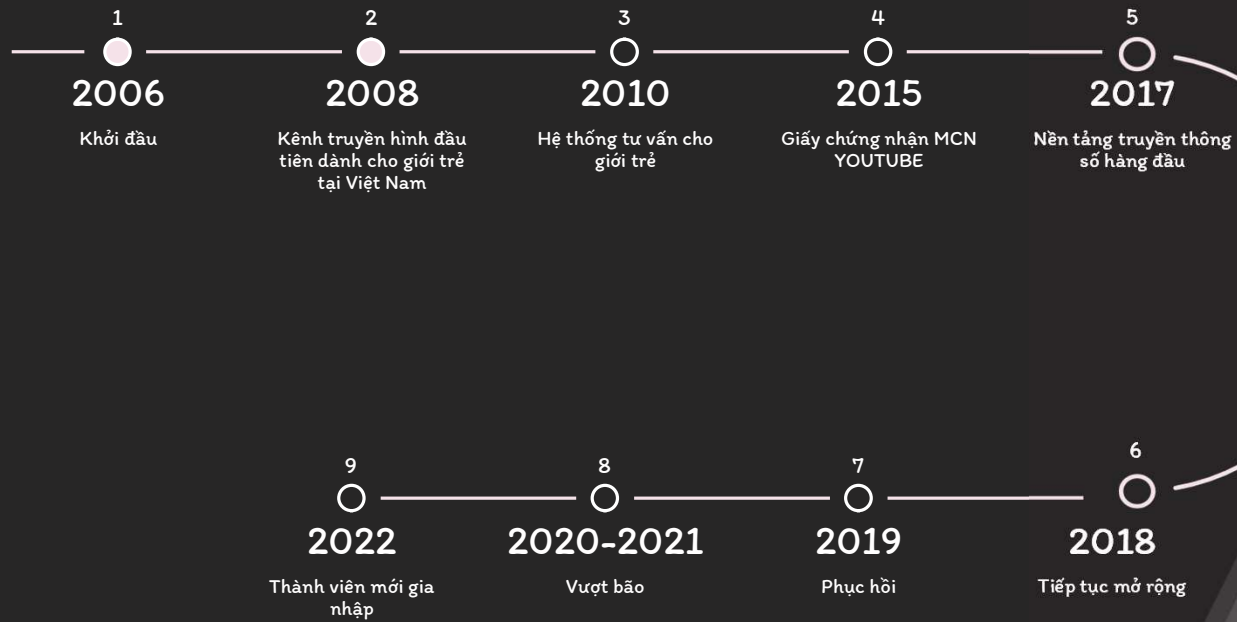 1
2006
Khởi đầu
2
2008
Kênh truyền hình đầu
tiên dành cho giới trẻ
tại Việt Nam
3
2010
Hệ thống tư vấn cho
giới trẻ
4
2015
Giấy chứng nhận MCN
YOUTUBE
5
2017
Nền tảng truyền thông
số hàng đầu
6
2018
Tiếp tục mở rộng
7
2019
Phục hồi
8
2020-2021
Vượt bão
9
2022
Thành viên mới gia
nhập